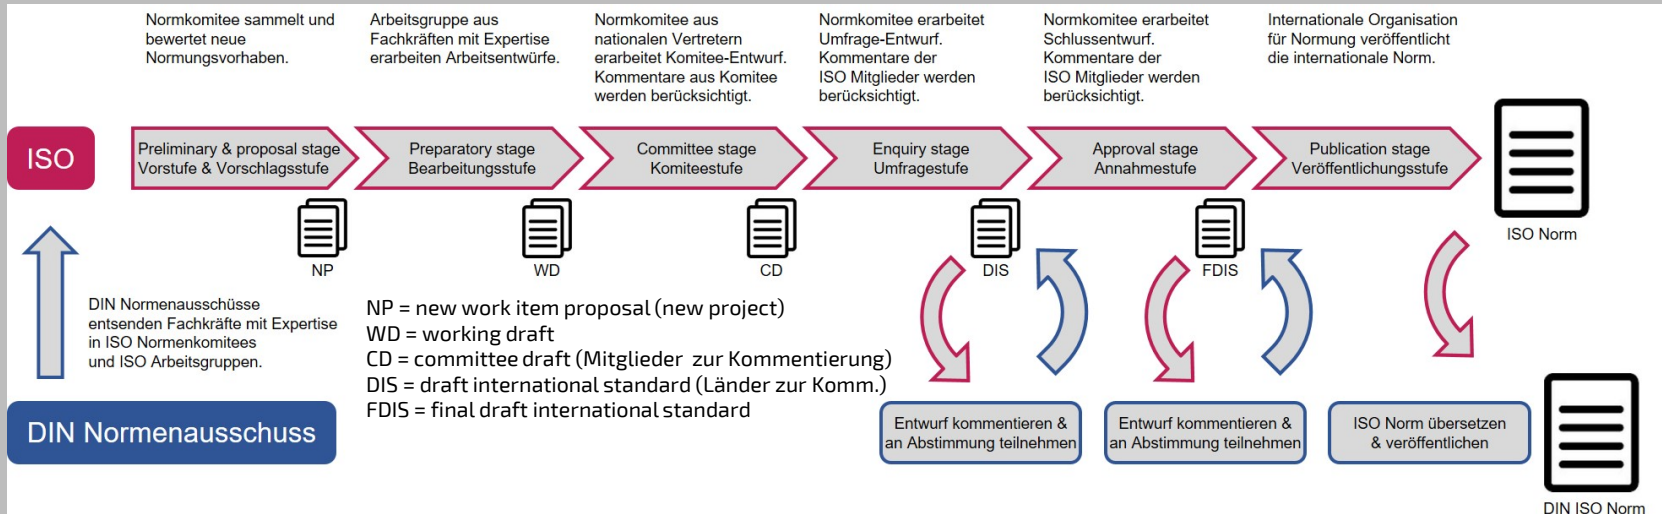 Normkomitee sammelt und
bewertet neue
Normungsvorhaben.
Arbeitsgruppe aus
Fachkräften mit Expertise
erarbeiten Arbeitsentwürfe.
Normkomitee aus
nationalen Vertretern
erarbeitet Komitee-Entwurf.
Kommentare aus Komitee
werden berücksichtigt.
Normkomitee erarbeitet
Umfrage-Entwurf.
Kommentare der
ISO Mitglieder werden
berücksichtigt.
Normkomitee erarbeitet
Schlussentwurf.
Kommentare der
ISO Mitglieder werden
berücksichtigt.
Internationale Organisation
für Normung veröffentlicht
die internationale Norm.
ISO
Preliminary & proposal stage
Vorstufe & Vorschlagsstufe
Preparatory stage
Bearbeitungsstufe
Committee stage
Komiteestufe
Enquiry stage
Umfragestufe
Approval stage
Annahmestufe
Publication stage
Veröffentlichungsstufe
ISO Norm
NP
WD
CD
DIS
FDIS
DIN Normenausschüsse
entsenden Fachkräfte mit Expertise
in ISO Normenkomitees
und ISO Arbeitsgruppen.
NP = new work item proposal (new project)
WD = working draft
CD = committee draft (Mitglieder zur Kommentierung)
DIS = draft international standard (Länder zur Komm.)
FDIS = final draft international standard
DIN Normenausschuss
Entwurf kommentieren &
an Abstimmung teilnehmen
Entwurf kommentieren &
an Abstimmung teilnehmen
ISO Norm übersetzen
& veröffentlichen
DIN ISO Norm